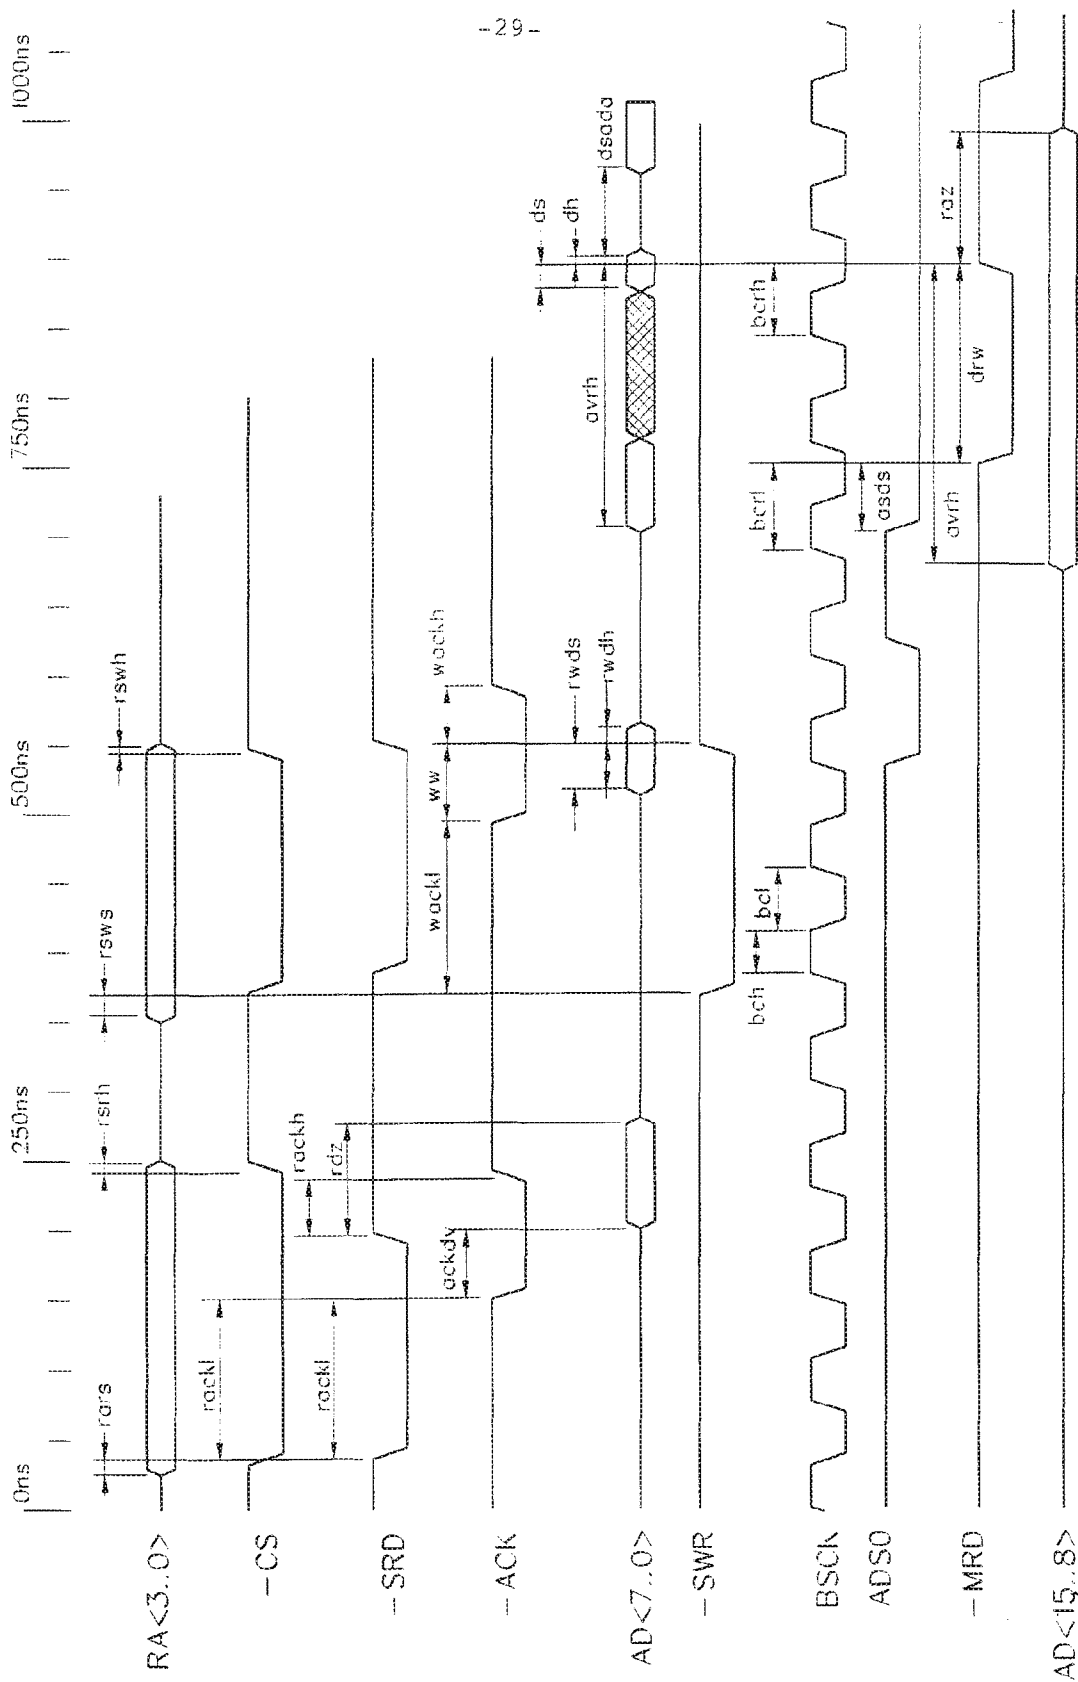 -29-
0ns
250ns
500ns
750ns
1000ns
RA<3..0>
rars
rsrh
rsws
rswh
-CS
rackl
-SRD
rackl
rackh
rdz
-ACK
ackdv
wackl
ww
wackh
AD<7..0>
rwds
rwdh
avrh
ds
dh
dsada
-SWR
BSCK
bch
bcl
bcrl
bcrh
ADS0
asds
-MRD
drw
raz
AD<15..8>
avrh